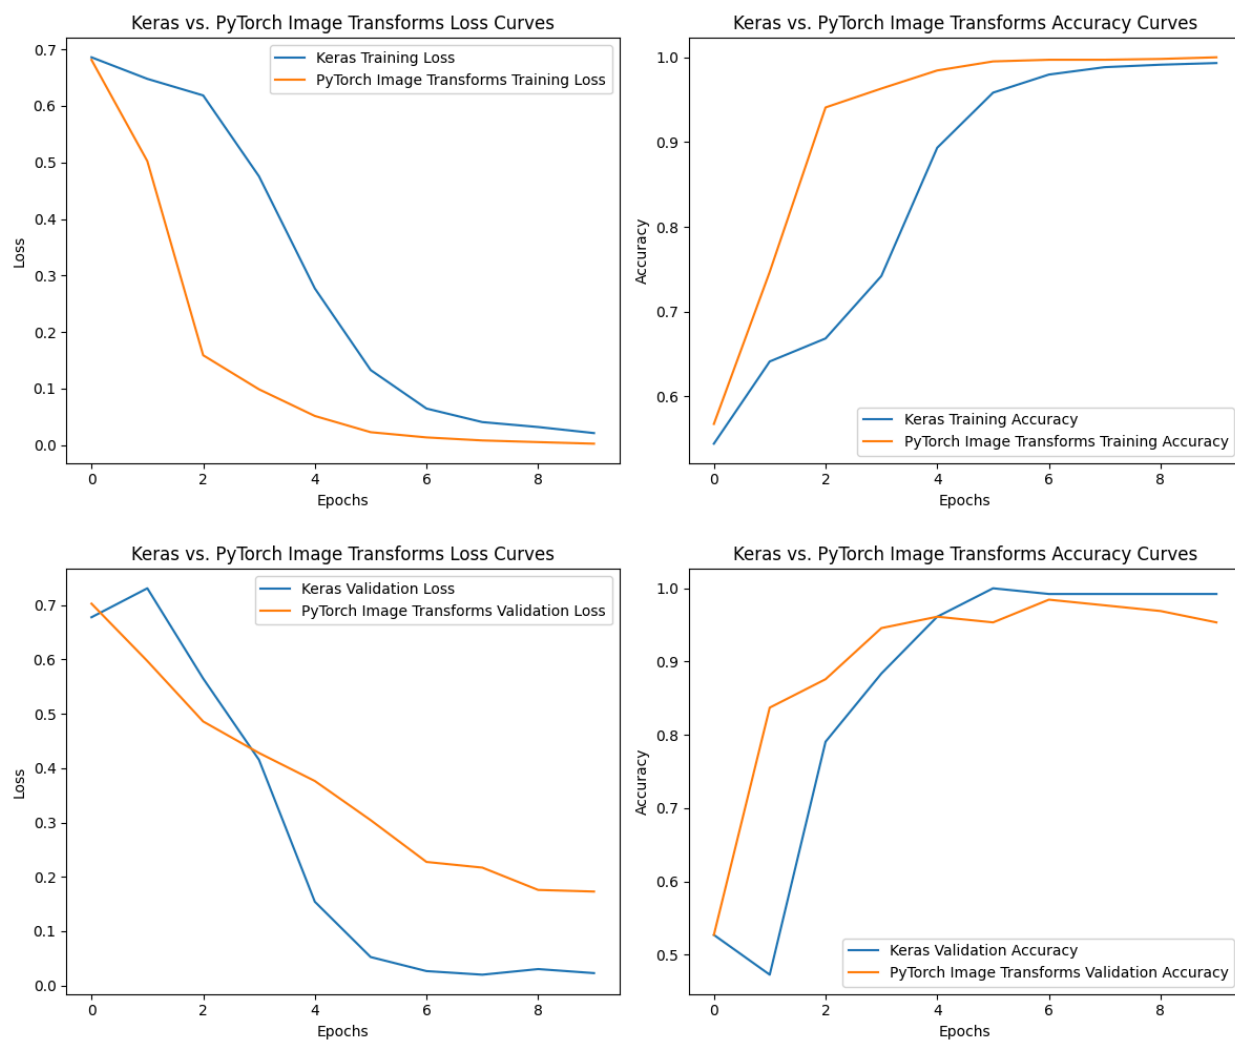 Keras vs. PyTorch Image Transforms Loss Curves
Keras Training Loss
PyTorch Image Transforms Training Loss
0.7
0.6
0.5
0.4
0.3
0.2
0.1
0.0
Loss
0 2 4 6 8
Epochs
Keras vs. PyTorch Image Transforms Accuracy Curves
1.0
0.9
0.8
0.7
0.6
Accuracy
Keras Training Accuracy
PyTorch Image Transforms Training Accuracy
0 2 4 6 8
Epochs
Keras vs. PyTorch Image Transforms Loss Curves
Keras Validation Loss
PyTorch Image Transforms Validation Loss
0.7
0.6
0.5
0.4
0.3
0.2
0.1
0.0
Loss
0 2 4 6 8
Epochs
Keras vs. PyTorch Image Transforms Accuracy Curves
1.0
0.9
0.8
0.7
0.6
0.5
Accuracy
Keras Validation Accuracy
PyTorch Image Transforms Validation Accuracy
0 2 4 6 8
Epochs